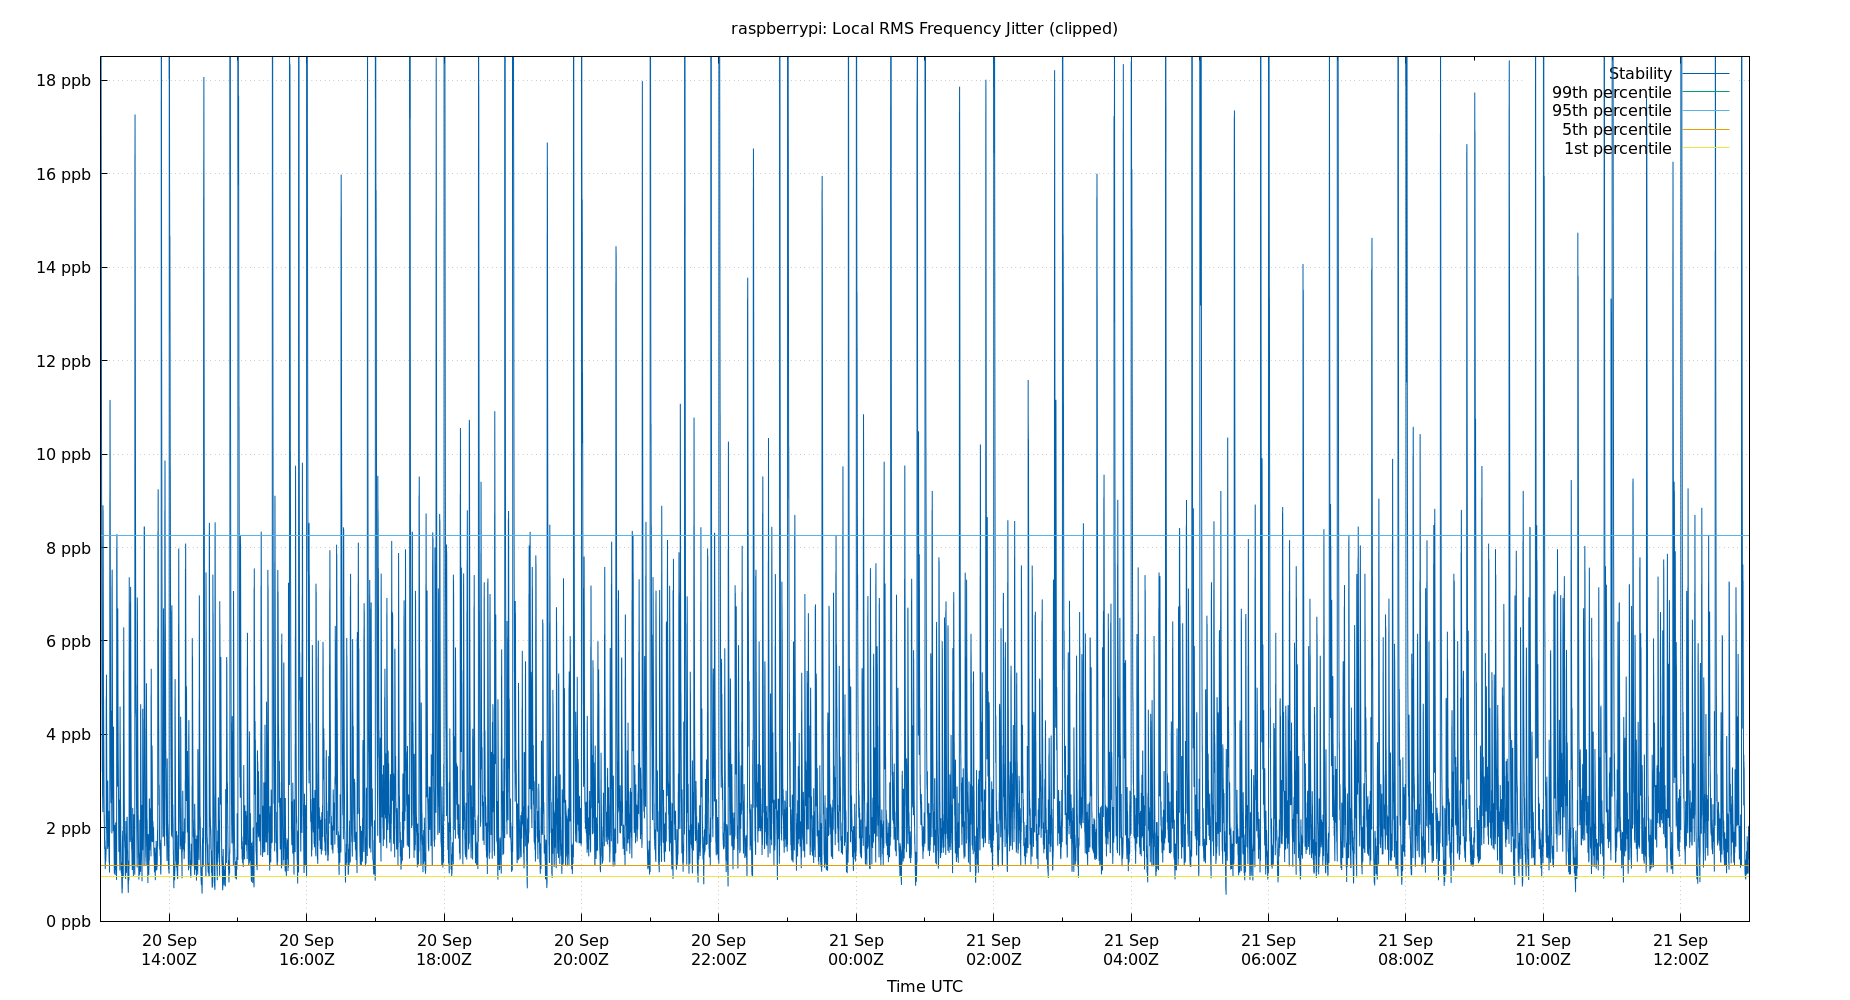 raspberrypi: Local RMS Frequency Jitter (clipped)
18 ppb
16 ppb
14 ppb
12 ppb
10 ppb
8 ppb
6 ppb
4 ppb
2 ppb
0 ppb
Stability
99th percentile
95th percentile
5th percentile
1st percentile
20 Sep 20 Sep 20 Sep 20 Sep 20 Sep 21 Sep 21 Sep 21 Sep 21 Sep 21 Sep 21 Sep 21 Sep
14:00Z 16:00Z 18:00Z 20:00Z 22:00Z 00:00Z 02:00Z 04:00Z 06:00Z 08:00Z 10:00Z 12:00Z
Time UTC